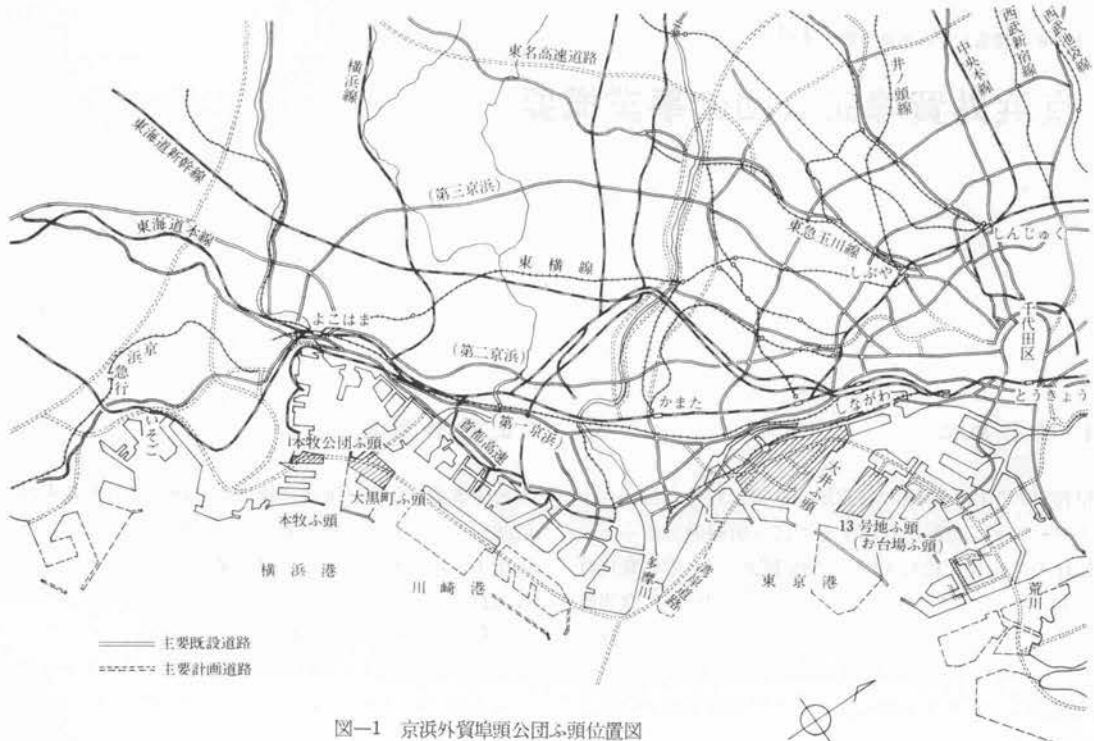 東名高速道路
横浜線
井ノ頭線
中央本線
西武新宿線
西武池袋線
東海道新幹線
(第三京浜)
東海道本線
東急玉川線
しんじゅく
しぶや
東横線
よこはま
千代田区
京浜急行
(第二京浜)
かまた
しながわ
とうきょう
いそご
(第一京浜)
首都高速
本牧公団ふ頭
大黒町ふ頭
本牧ふ頭
大井ふ頭
13号地ふ頭
(お台場ふ頭)
横浜港
川崎港
多摩川
東京港
荒川
主要既設道路
主要計画道路
図—1 京浜外貿埠頭公団ふ頭位置図